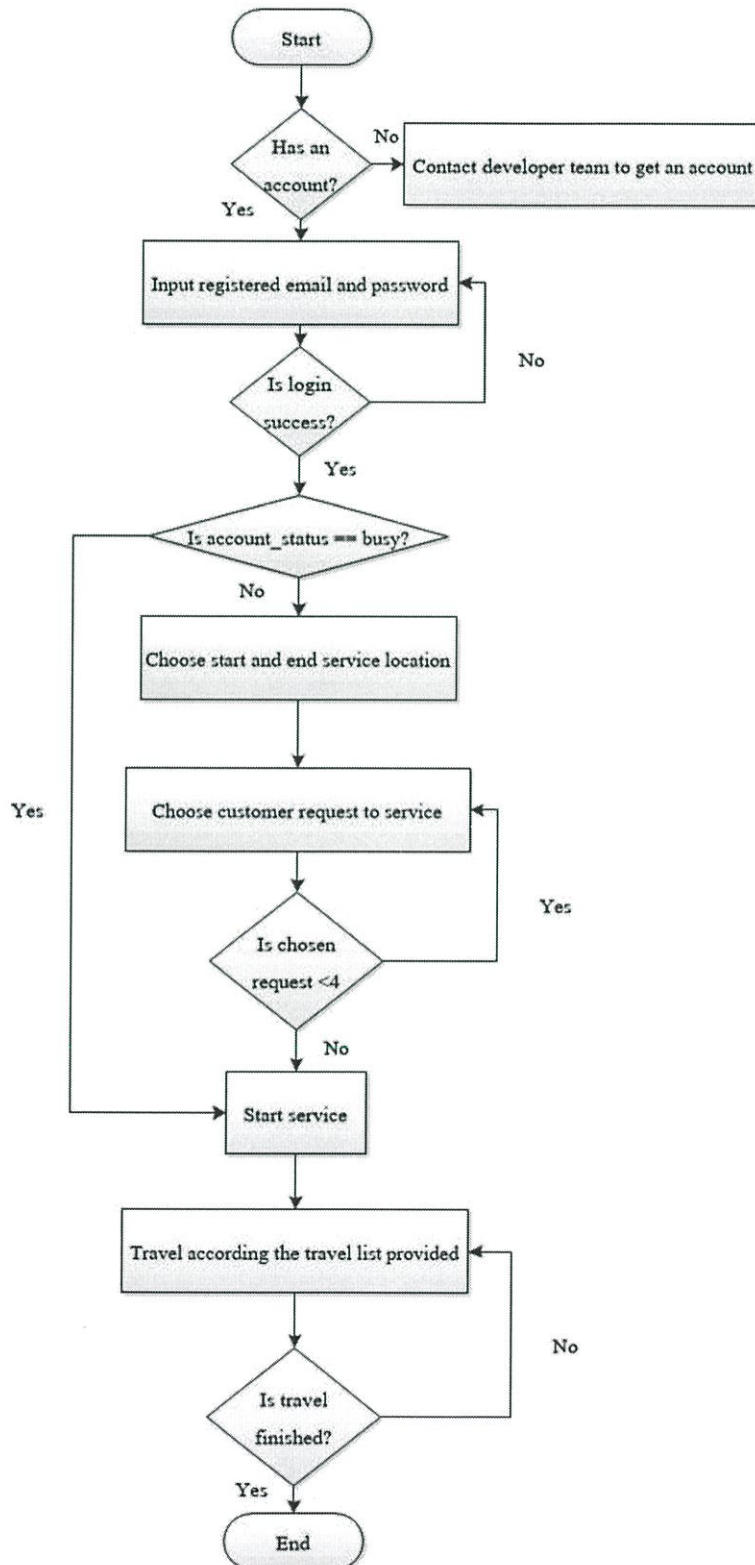 Start
No
Has an
account?
Contact developer team to get an account
Yes
Input registered email and password
No
Is login
success?
Yes
Is account_status == busy?
No
Choose start and end service location
Yes
Choose customer request to service
Yes
Is chosen
request <4
No
Start service
Travel according the travel list provided
No
Is travel
finished?
Yes
End